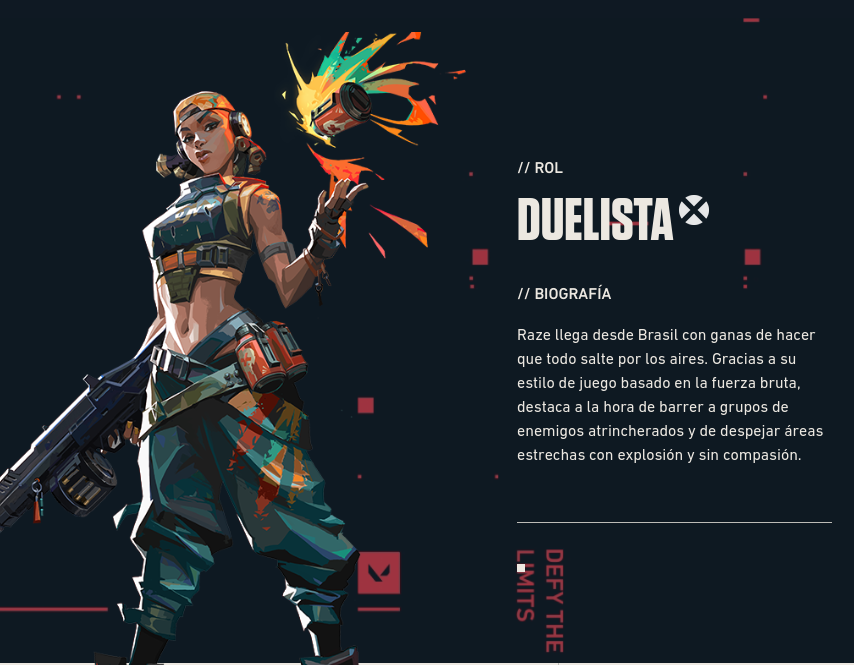 // ROL
DUELISTA
// BIOGRAFÍA
Raze llega desde Brasil con ganas de hacer
que todo salte por los aires. Gracias a su
estilo de juego basado en la fuerza bruta,
destaca a la hora de barrer a grupos de
enemigos atrincherados y de despejar áreas
estrechas con explosión y sin compasión.
DEFY THE
LIMITS